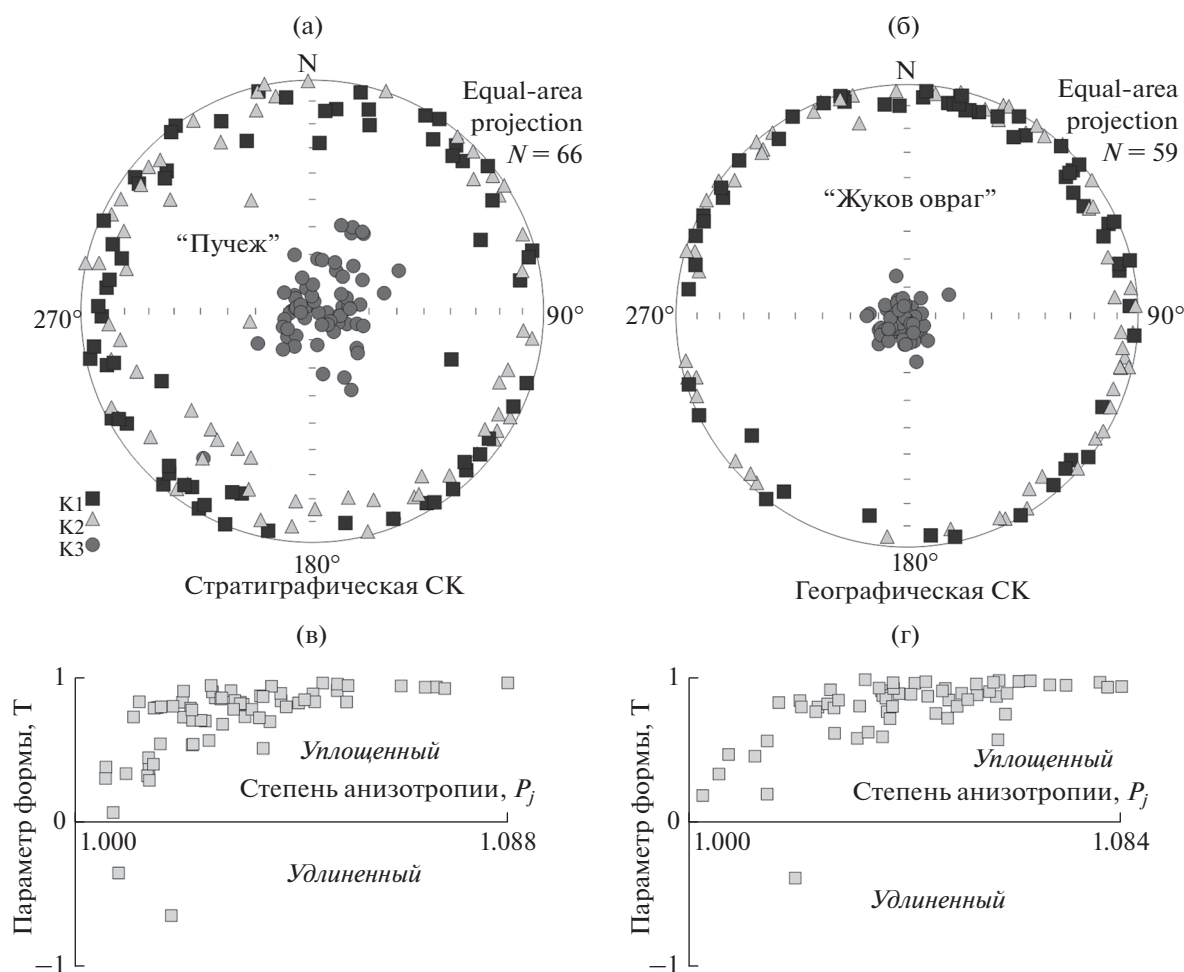 (а)
N
Equal-area
projection
N = 66
“Пучеж”
270°
90°
180°
K1
K2
K3
Стратиграфическая СК
(б)
N
Equal-area
projection
N = 59
“Жуков овраг”
270°
90°
180°
Географическая СК
(в)
Параметр формы, Т
1
0
−1
Уплощенный
Степень анизотропии, Pj
1.000
1.088
Удлиненный
(г)
Параметр формы, Т
1
0
−1
Уплощенный
Степень анизотропии, Pj
1.000
1.084
Удлиненный